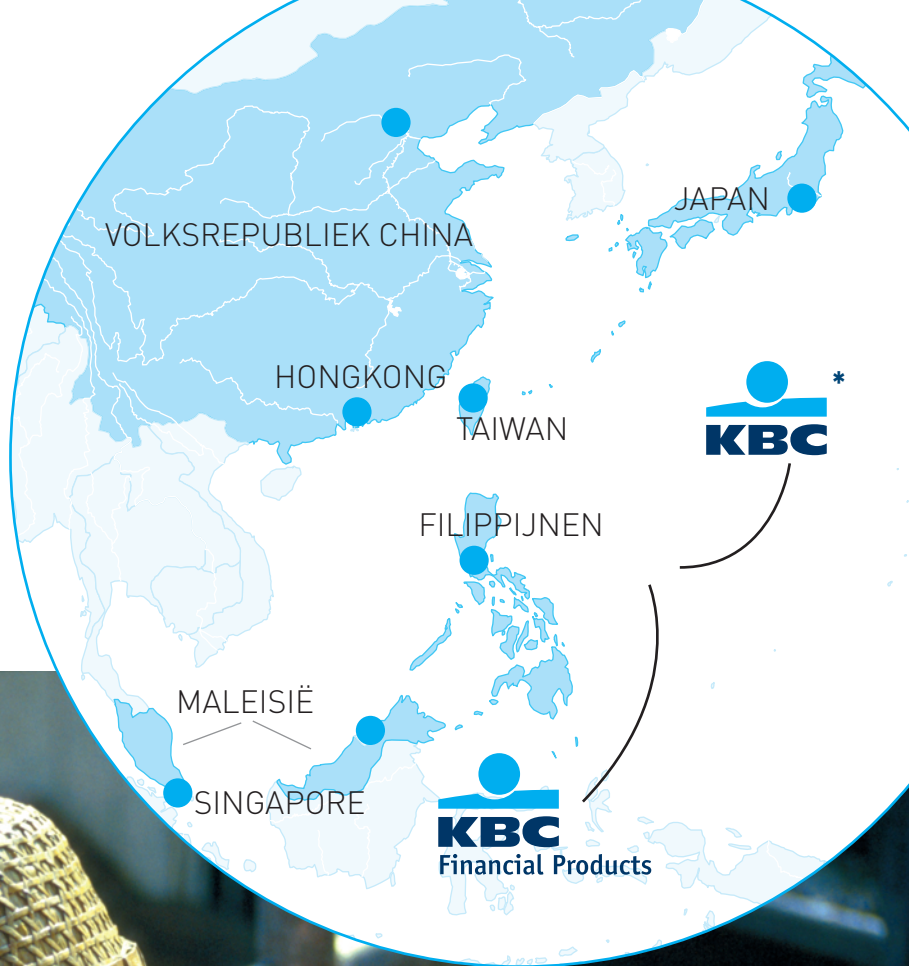 JAPAN
VOLKSREPUBLIEK CHINA
HONGKONG
*
KBC
TAIWAN
FILIPPIJNEN
MALEISIË
SINGAPORE
KBC
Financial Products